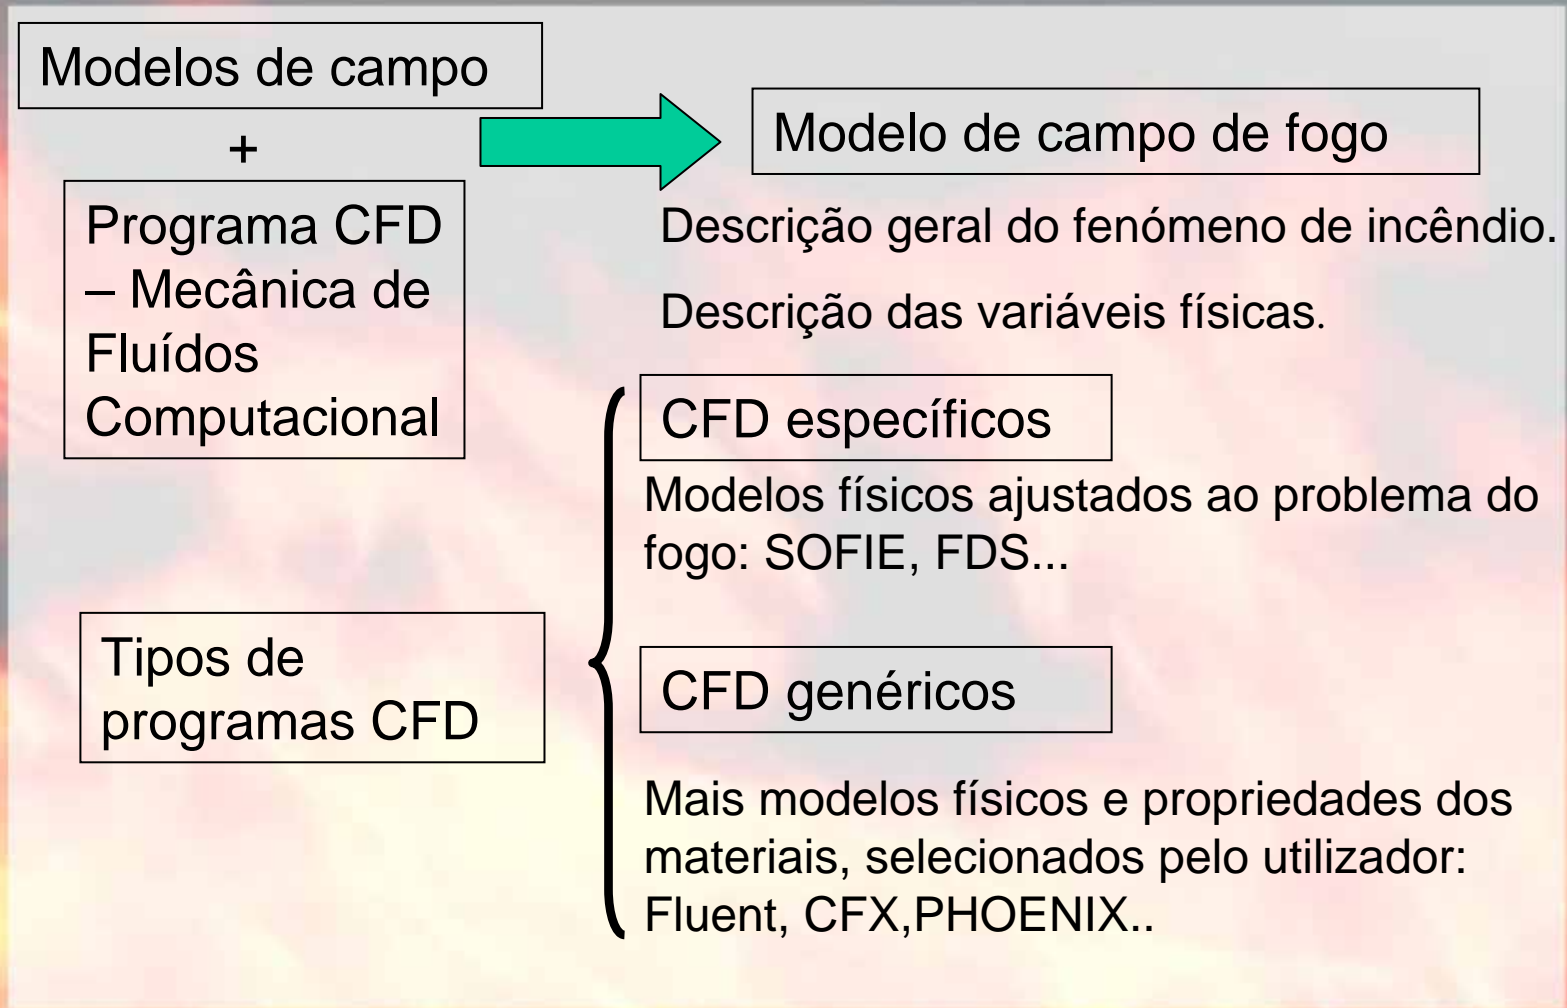 Modelos de campo
+
Programa CFD
– Mecânica de
Fluídos
Computacional
Modelo de campo de fogo
Descrição geral do fenómeno de incêndio.
Descrição das variáveis físicas.
Tipos de
programas CFD
CFD específicos
Modelos físicos ajustados ao problema do
fogo: SOFIE, FDS...
CFD genéricos
Mais modelos físicos e propriedades dos
materiais, selecionados pelo utilizador:
Fluent, CFX,PHOENIX..